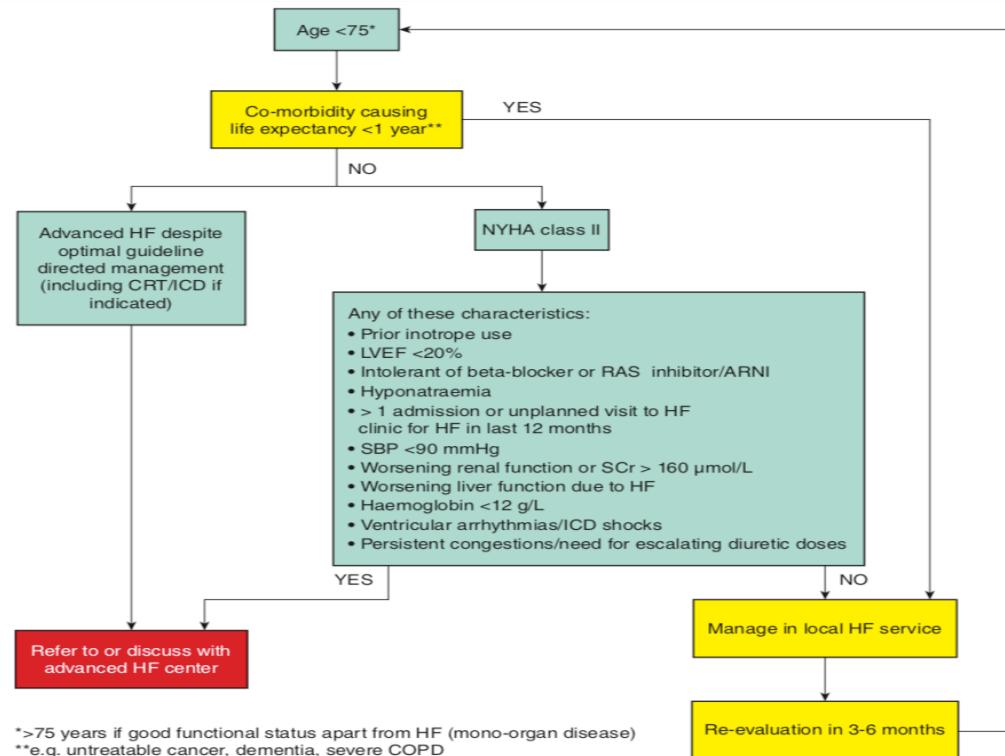 Age <75*
Co-morbidity causing
life expectancy <1 year**
YES
NO
Advanced HF despite
optimal guideline
directed management
(including CRT/ICD if
indicated)
NYHA class II
Any of these characteristics:
• Prior inotrope use
• LVEF <20%
• Intolerant of beta-blocker or RAS inhibitor/ARNI
• Hyponatraemia
• > 1 admission or unplanned visit to HF
clinic for HF in last 12 months
• SBP <90 mmHg
• Worsening renal function or SCr > 160 μmol/L
• Worsening liver function due to HF
• Haemoglobin <12 g/L
• Ventricular arrhythmias/ICD shocks
• Persistent congestions/need for escalating diuretic doses
YES
NO
Refer to or discuss with
advanced HF center
Manage in local HF service
Re-evaluation in 3-6 months
*>75 years if good functional status apart from HF (mono-organ disease)
**e.g. untreatable cancer, dementia, severe COPD